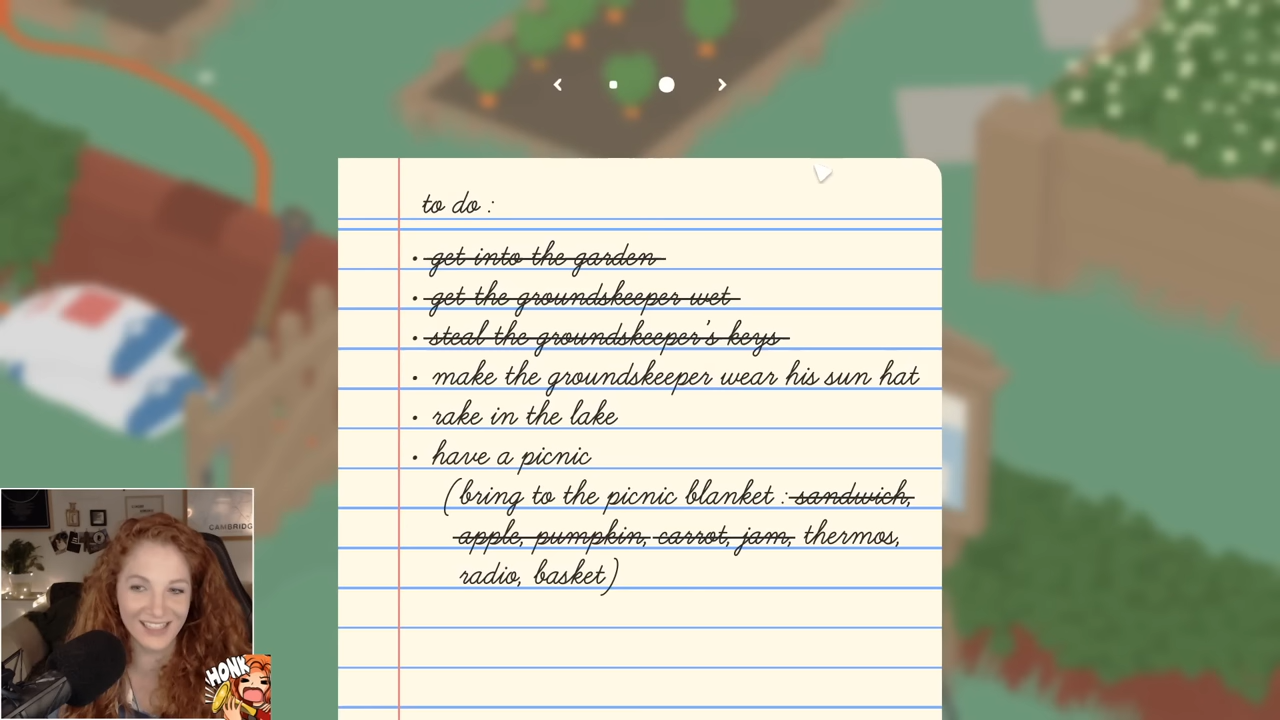 to do :
• get into the garden
• get the groundskeeper wet
• steal the groundskeeper's keys
• make the groundskeeper wear his sun hat
• rake in the lake
• have a picnic
(bring to the picnic blanket : sandwich,
apple, pumpkin, carrot, jam, thermos,
radio, basket)
CAMBRIDG
HONK